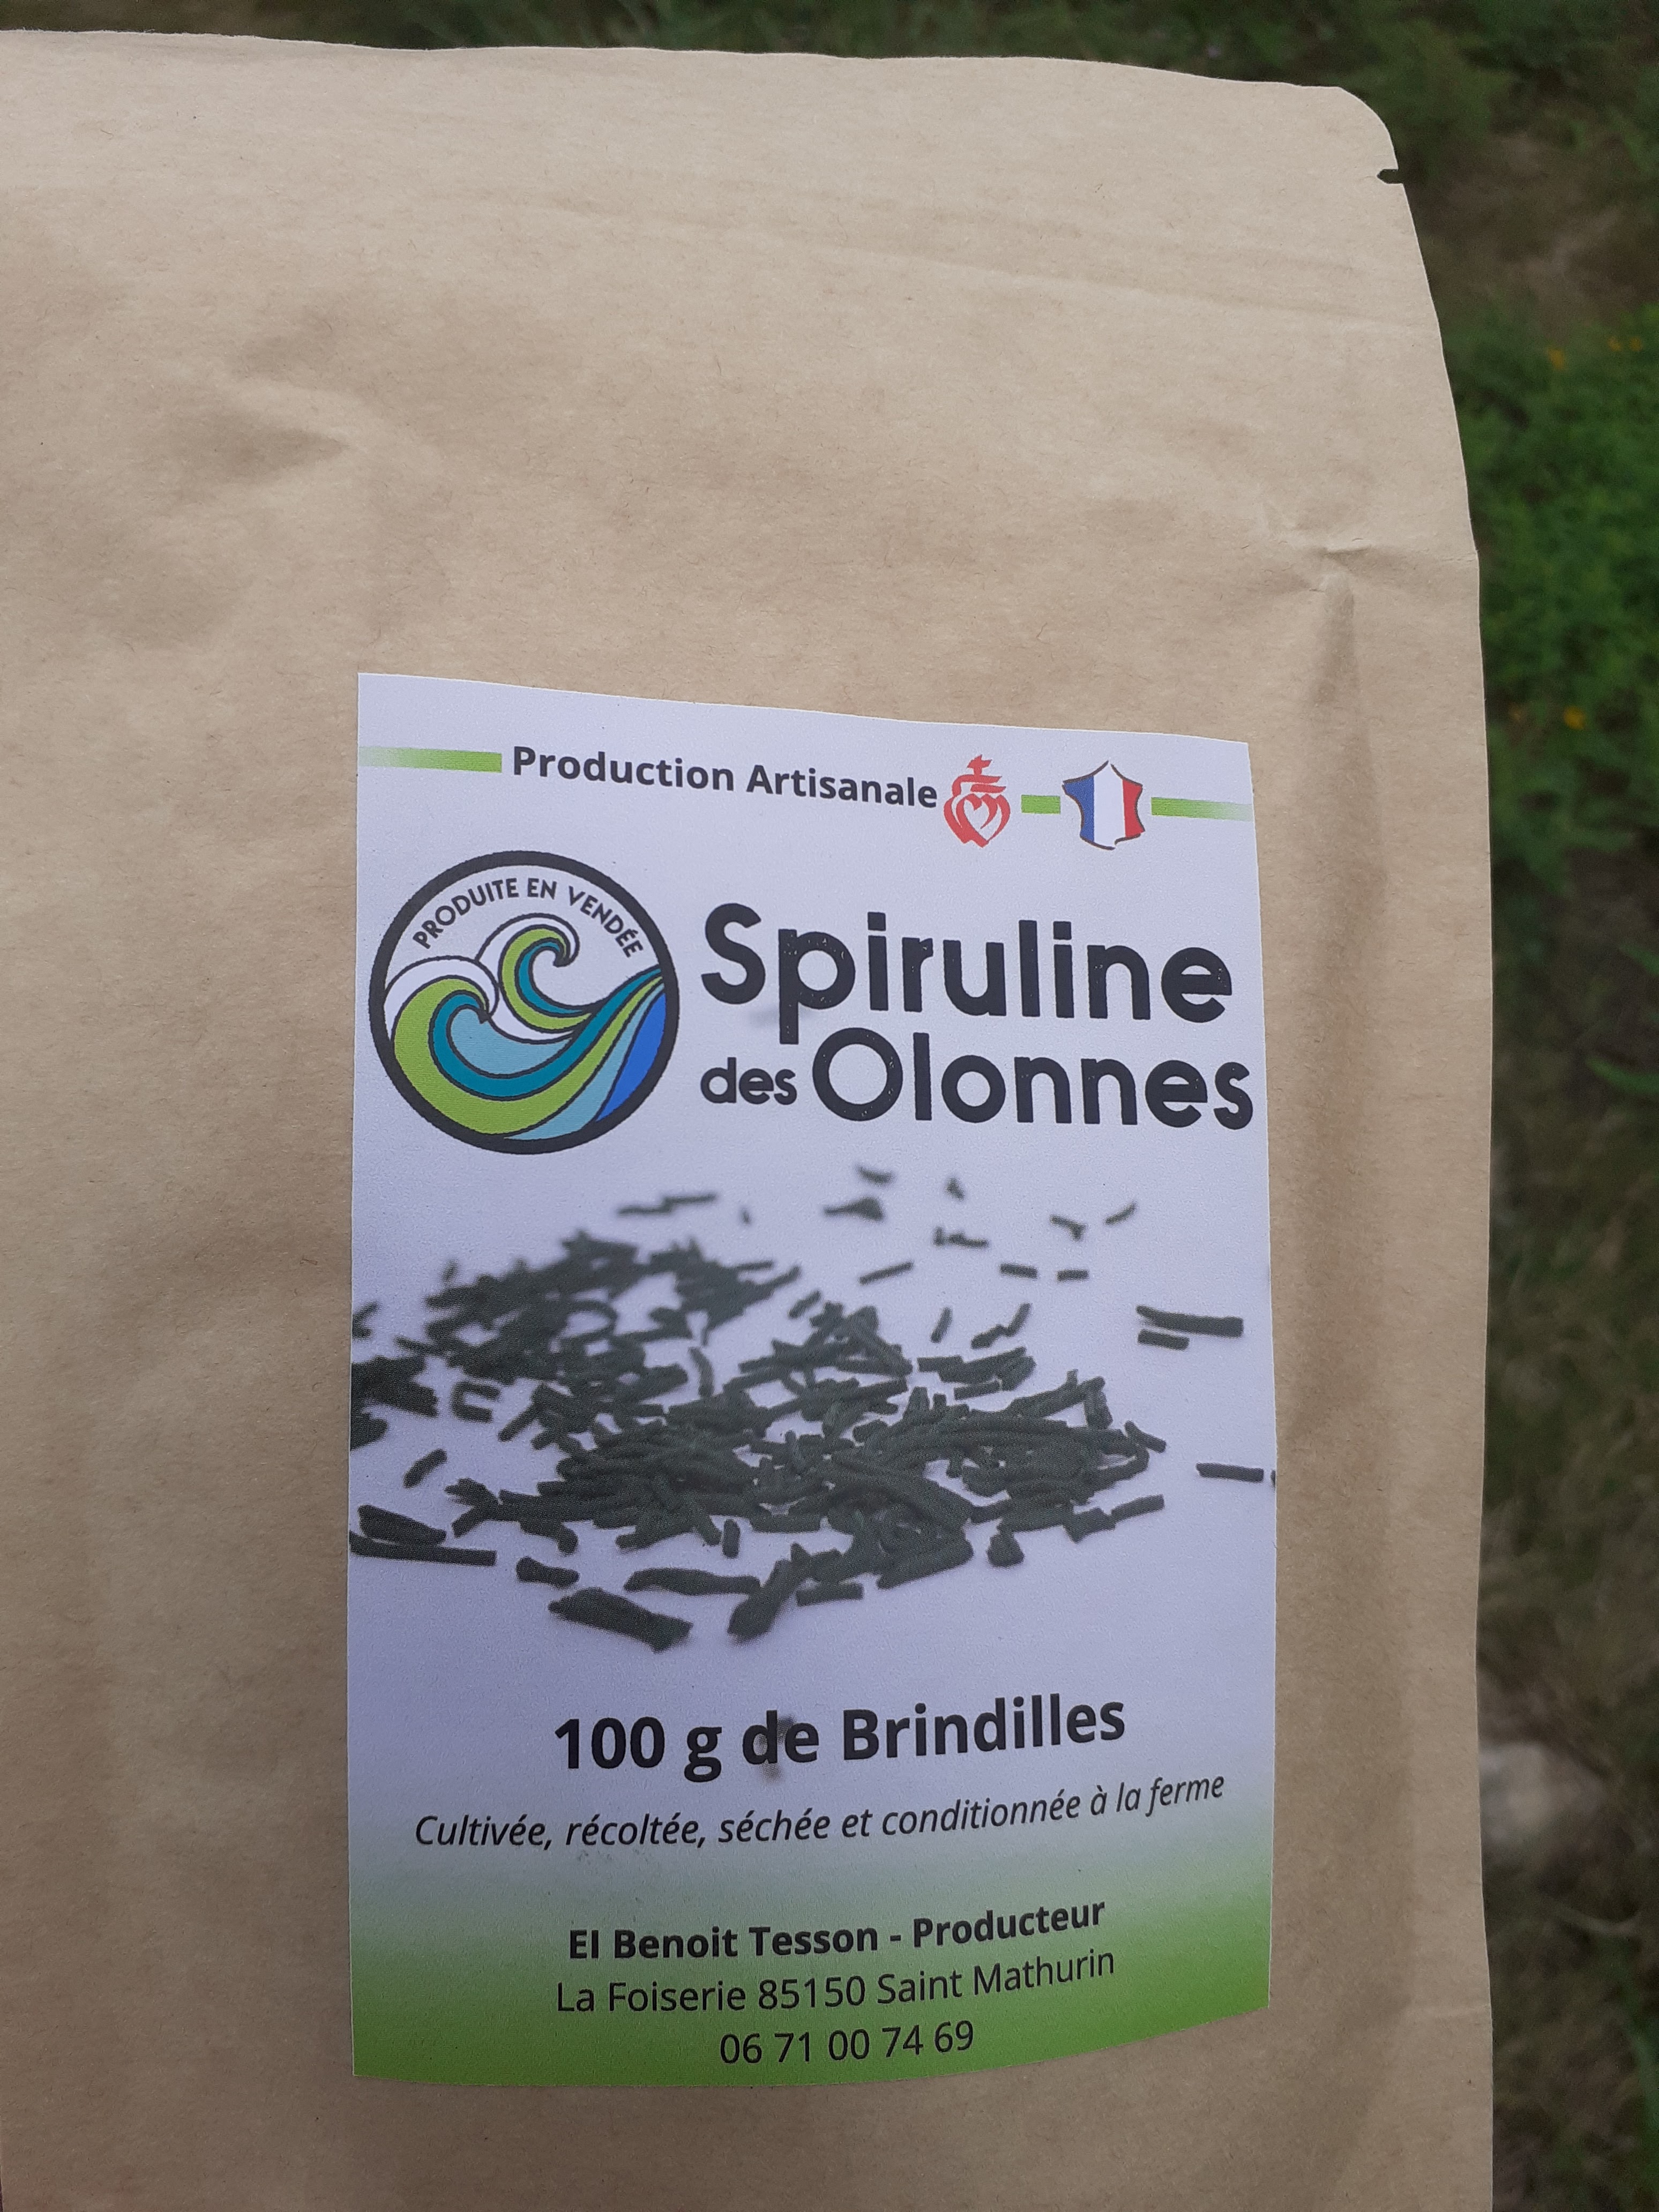 Production Artisanale
PRODUITE EN VENDÉE
Spiruline
des Olonnes
100 g de Brindilles
Cultivée, récoltée, séchée et conditionnée à la ferme
EI Benoit Tesson - Producteur
La Foiserie 85150 Saint Mathurin
06 71 00 74 69